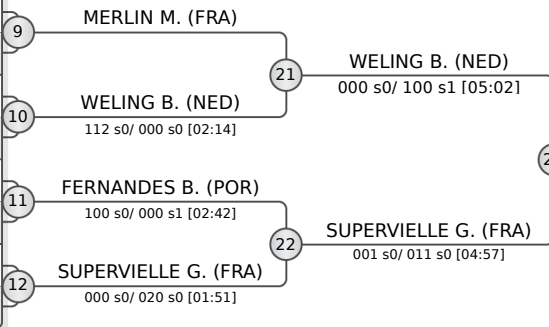 9
MERLIN M. (FRA)
21
WELING B. (NED)
000 s0/ 100 s1 [05:02]
10
WELING B. (NED)
112 s0/ 000 s0 [02:14]
2
11
FERNANDES B. (POR)
100 s0/ 000 s1 [02:42]
22
SUPERVIELLE G. (FRA)
001 s0/ 011 s0 [04:57]
12
SUPERVIELLE G. (FRA)
000 s0/ 020 s0 [01:51]